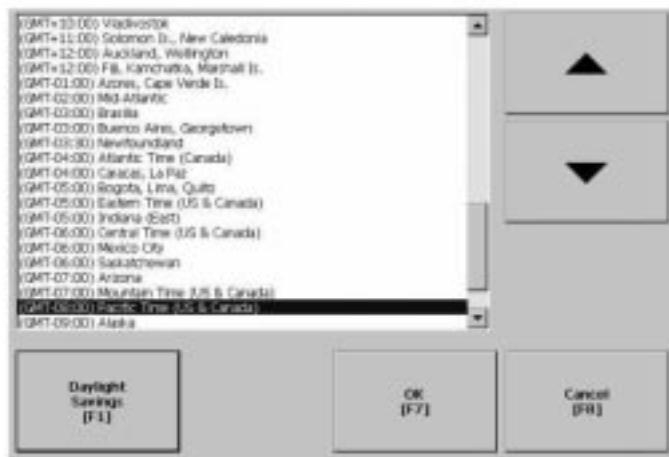 (GMT+10:00) Vladivostok
(GMT+11:00) Solomon Is., New Caledonia
(GMT+12:00) Auckland, Wellington
(GMT+12:00) Fiji, Kamchatka, Marshall Is.
(GMT-01:00) Azores, Cape Verde Is.
(GMT-02:00) Mid-Atlantic
(GMT-03:00) Brasilia
(GMT-03:00) Buenos Aires, Georgetown
(GMT-03:30) Newfoundland
(GMT-04:00) Atlantic Time (Canada)
(GMT-04:00) Caracas, La Paz
(GMT-05:00) Bogota, Lima, Quito
(GMT-05:00) Eastern Time (US & Canada)
(GMT-05:00) Indiana (East)
(GMT-06:00) Central Time (US & Canada)
(GMT-06:00) Mexico City
(GMT-06:00) Saskatchewan
(GMT-07:00) Arizona
(GMT-07:00) Mountain Time (US & Canada)
(GMT-08:00) Pacific Time (US & Canada)
(GMT-09:00) Alaska
Daylight
Savings
[F1]
OK
[F7]
Cancel
[F8]